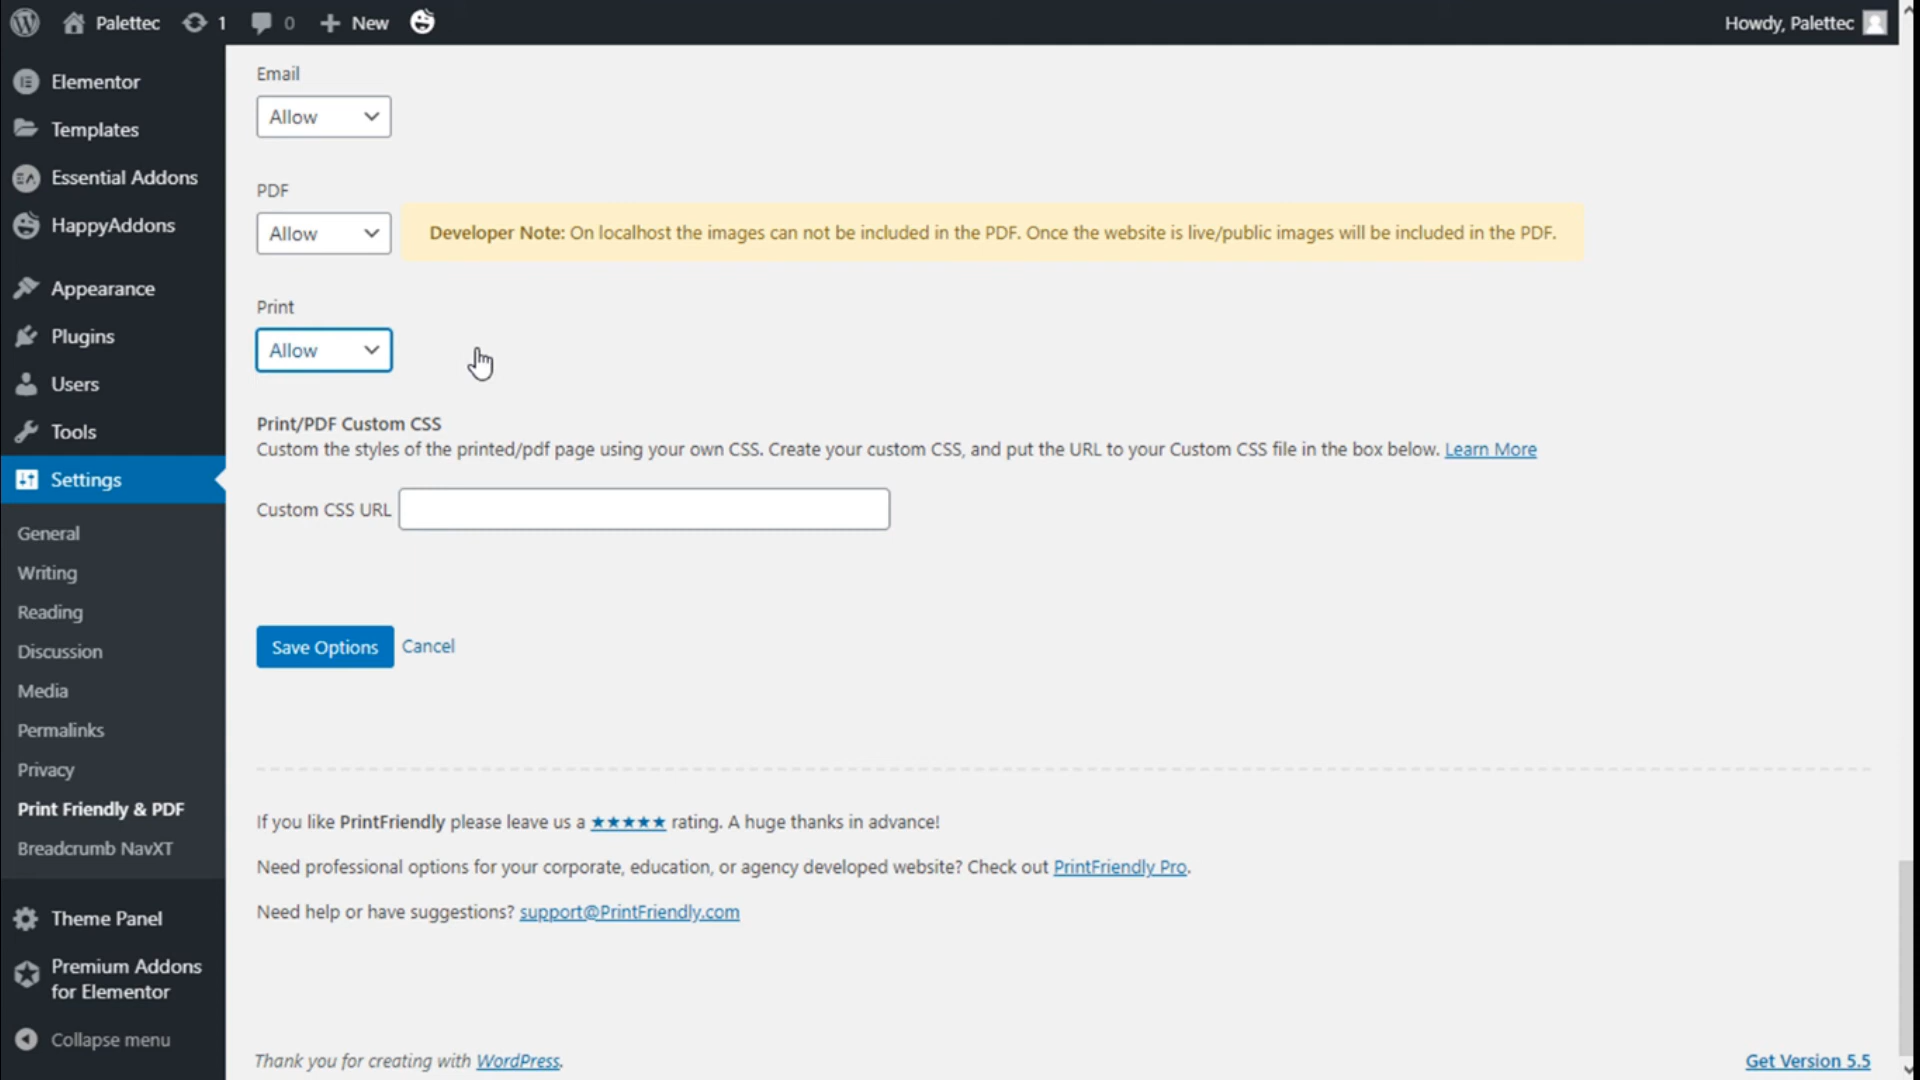 Palettec
1
0
New
Howdy, Palettec
Elementor
Templates
Essential Addons
HappyAddons
Appearance
Plugins
Users
Tools
Settings
General
Writing
Reading
Discussion
Media
Permalinks
Privacy
Print Friendly & PDF
Breadcrumb NavXT
Theme Panel
Premium Addons
for Elementor
Collapse menu
Email
Allow
PDF
Allow
Developer Note: On localhost the images can not be included in the PDF. Once the website is live/public images will be included in the PDF.
Print
Allow
Print/PDF Custom CSS
Custom the styles of the printed/pdf page using your own CSS. Create your custom CSS, and put the URL to your Custom CSS file in the box below. Learn More
Custom CSS URL
Save Options Cancel
If you like PrintFriendly please leave us a ★★★★★ rating. A huge thanks in advance!
Need professional options for your corporate, education, or agency developed website? Check out PrintFriendly Pro.
Need help or have suggestions? support@PrintFriendly.com
Thank you for creating with WordPress.
Get Version 5.5